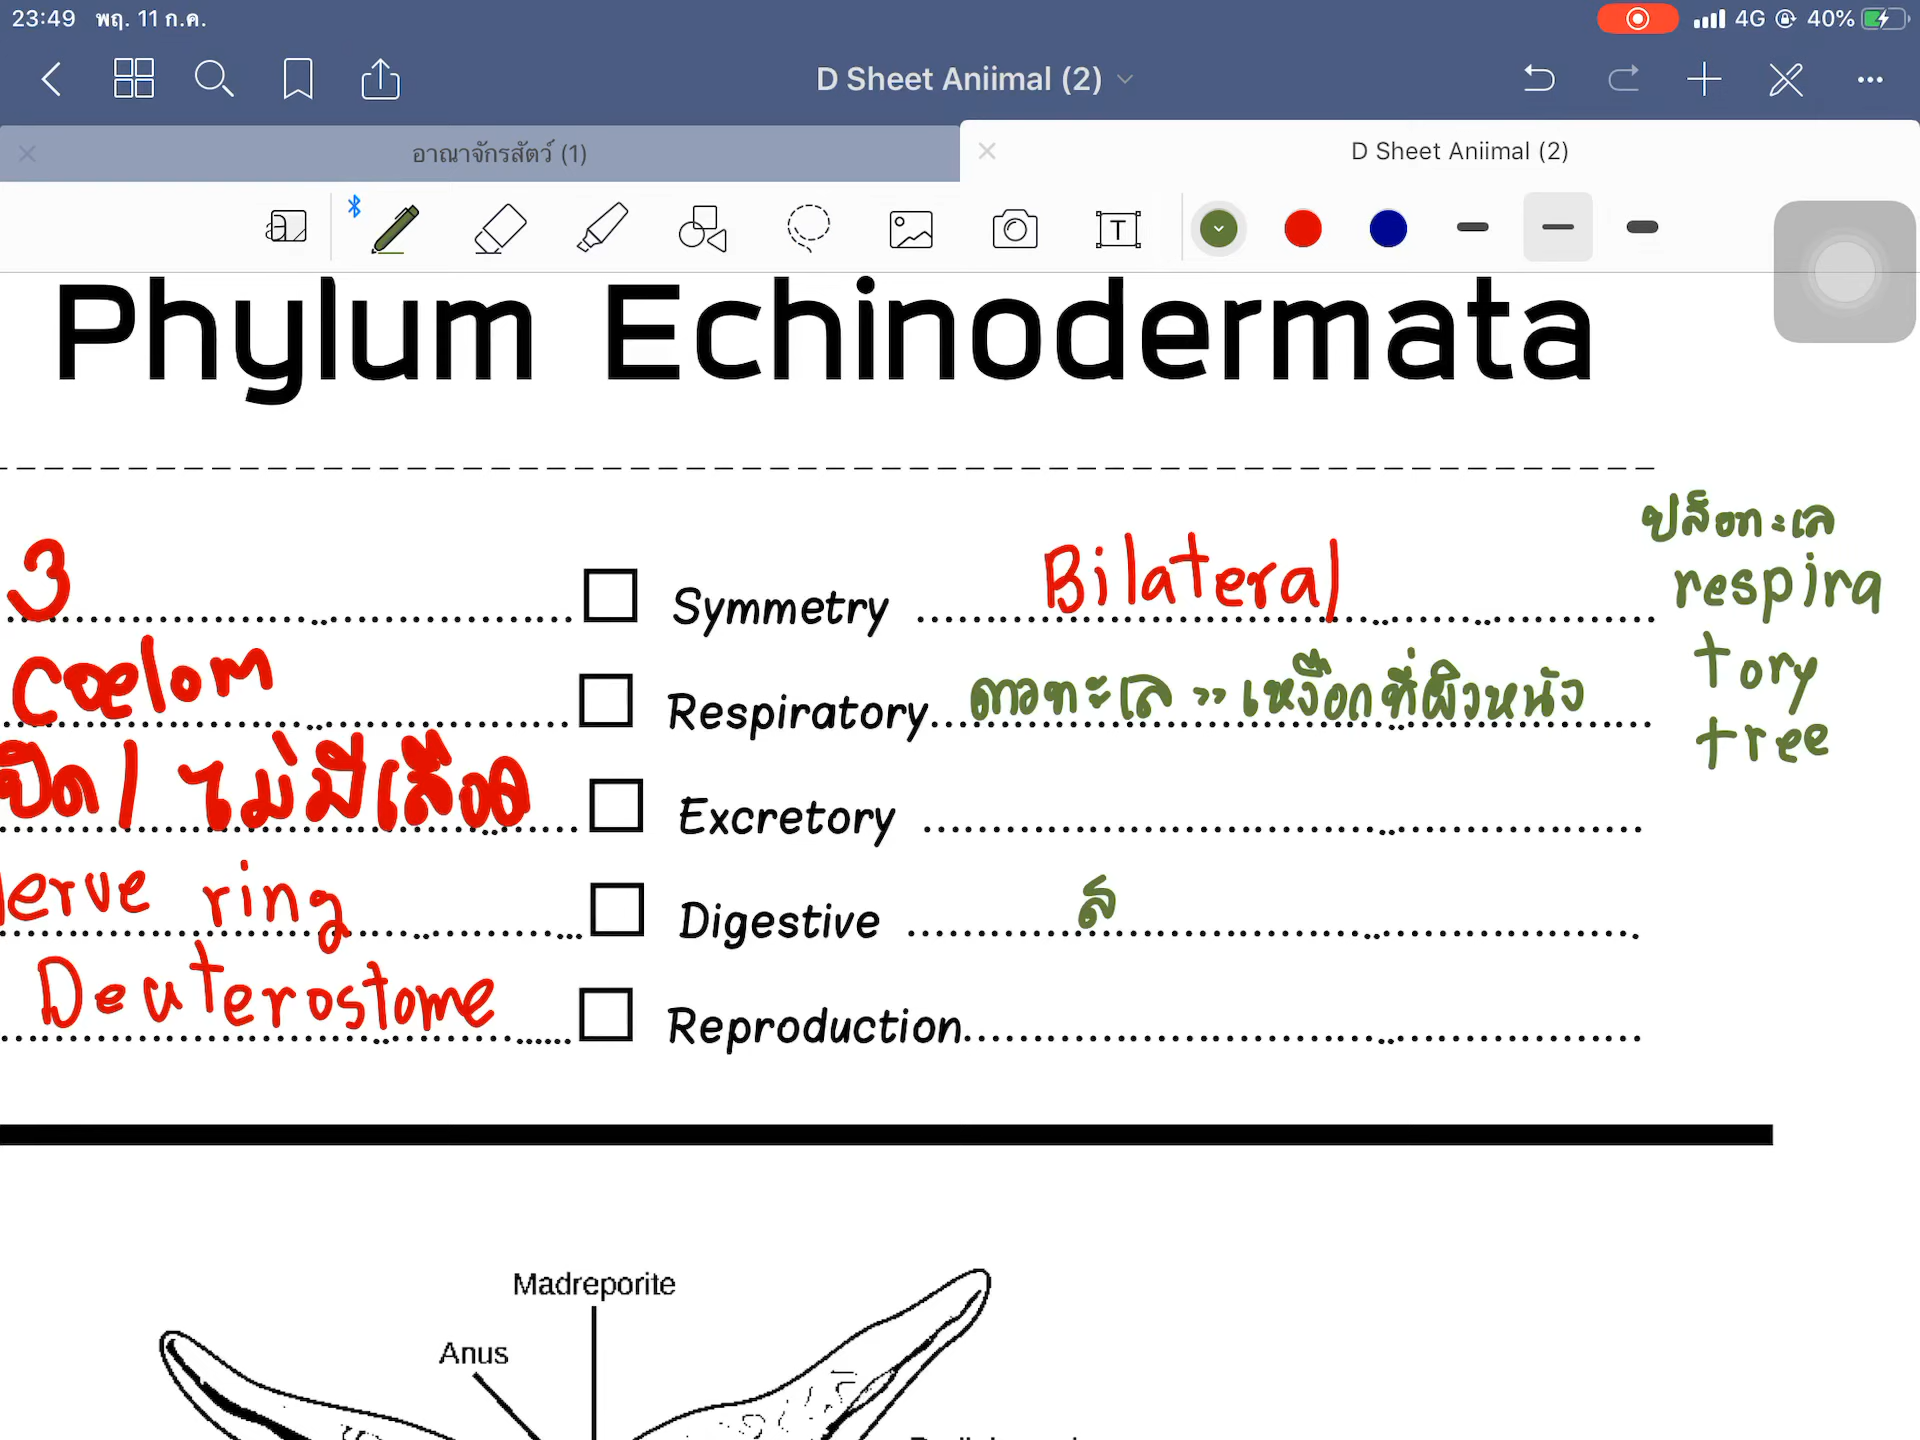 23:49 พฤ. 11 ก.ค. 4G 40%
D Sheet Aniimal (2)
อาณาจักรสัตว์ (1) D Sheet Aniimal (2)
T
Phylum Echinodermata
ปลิงทะเล
respira
tory
tree
3 Symmetry Bilateral
Coelom Respiratory ดาวทะเล >> เหงือกที่ผิวหนัง
ปิด / ไม่มีเลือด Excretory
erve ring Digestive ส
Deuterostome Reproduction
Madreporite
Anus